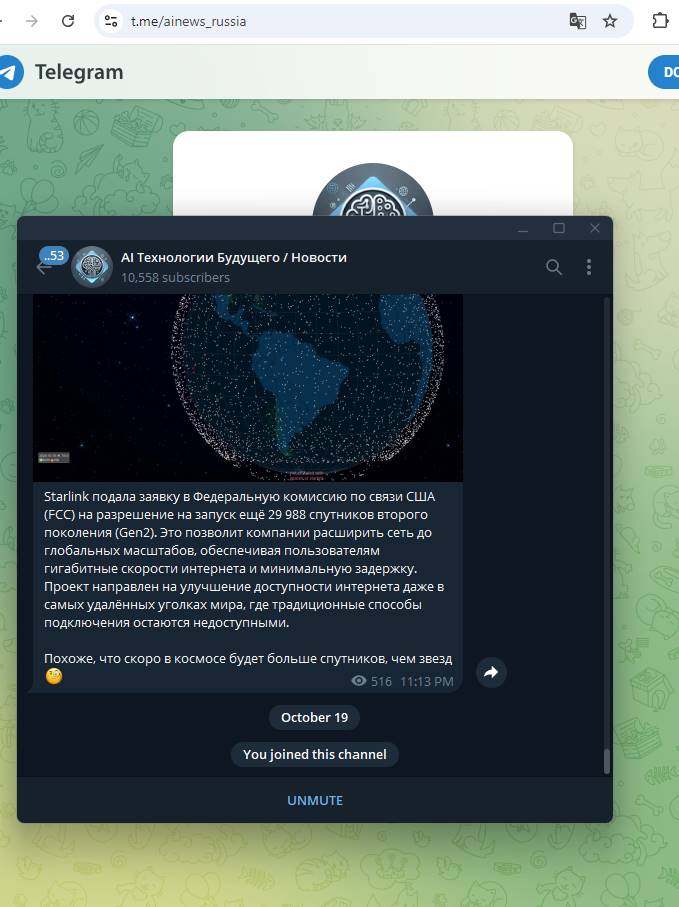 t.me/ainews_russia
Telegram
DO
..53
AI Технологии Будущего / Новости
10,558 subscribers
Starlink подала заявку в Федеральную комиссию по связи США
(FCC) на разрешение на запуск ещё 29 988 спутников второго
поколения (Gen2). Это позволит компании расширить сеть до
глобальных масштабов, обеспечивая пользователям
гигабитные скорости интернета и минимальную задержку.
Проект направлен на улучшение доступности интернета даже в
самых удалённых уголках мира, где традиционные способы
подключения остаются недоступными.
Похоже, что скоро в космосе будет больше спутников, чем звезд
🧐
516 11:13 PM
October 19
You joined this channel
UNMUTE